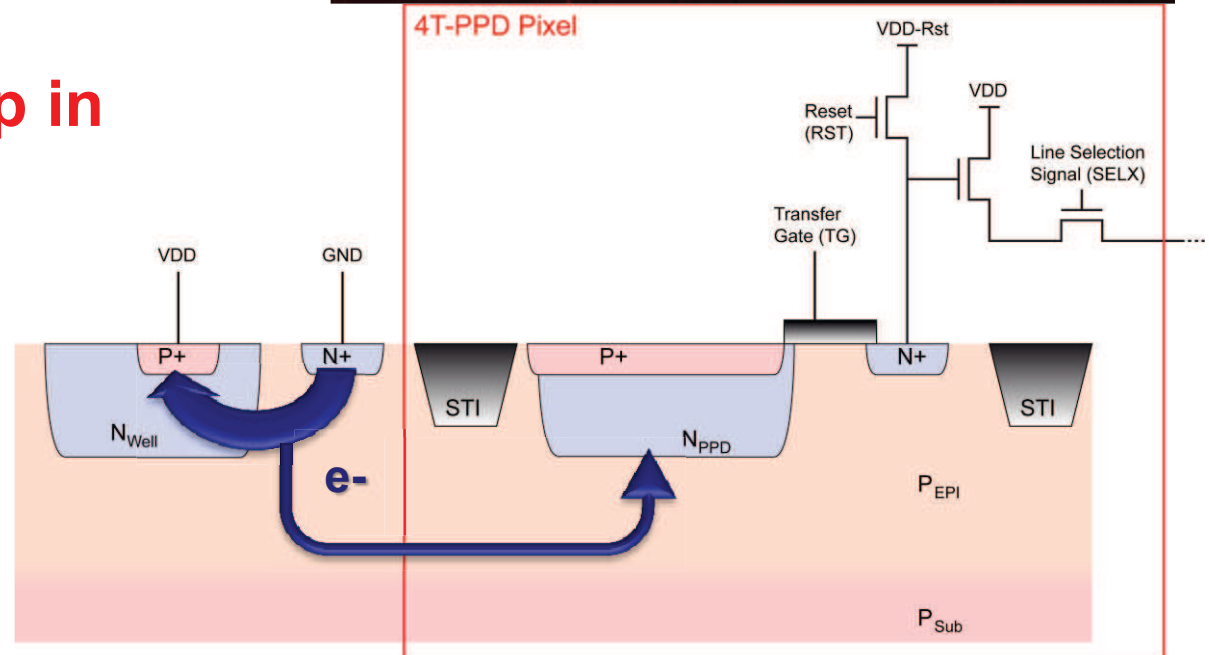 4T-PPD Pixel
p in
VDD-Rst
VDD
Reset
(RST)
Line Selection
Signal (SELX)
Transfer
Gate (TG)
VDD
GND
P+
N+
P+
N+
STI
STI
NWell
NPPD
e-
PEPI
PSub